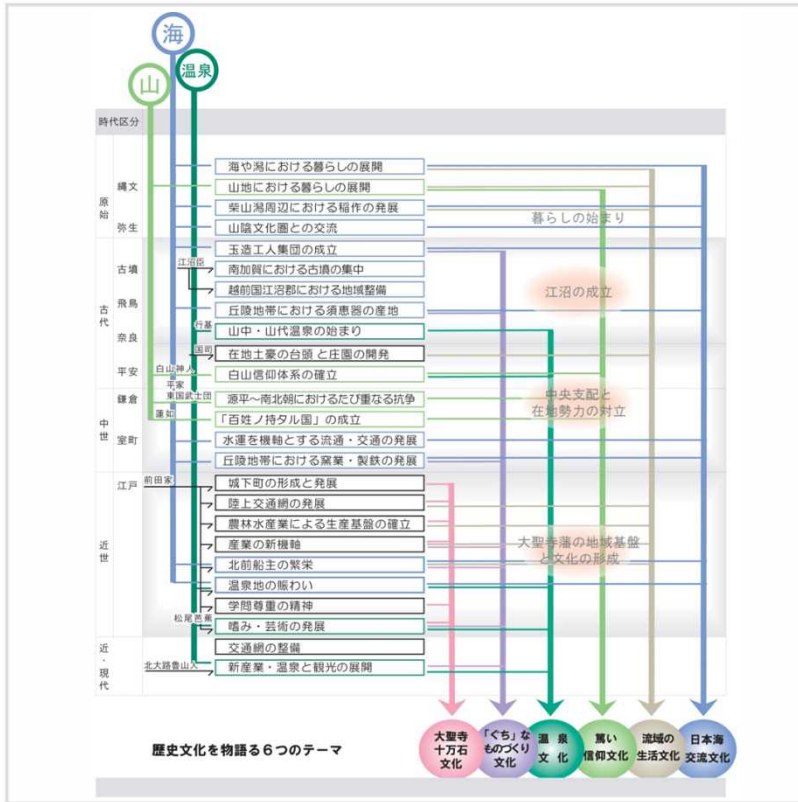 海
山
温泉
時代区分
原始
縄文
弥生
古代
古墳
飛鳥
奈良
平安
中世
鎌倉
室町
近世
江戸
近・現代
海や潟における暮らしの展開
山地における暮らしの展開
柴山潟周辺における稲作の発展
山陰文化圏との交流
暮らしの始まり
玉造工人集団の成立
江沼臣
南加賀における古墳の集中
越前国江沼郡における地域整備
江沼の成立
丘陵地帯における須恵器の産地
行基
山中・山代温泉の始まり
国司
在地土豪の台頭と庄園の開発
白山神人
白山信仰体系の確立
平家
東国武士団
源平～南北朝におけるたび重なる抗争
中央支配と
在地勢力の対立
蓮如
「百姓ノ持タル国」の成立
水運を機軸とする流通・交通の発展
丘陵地帯における窯業・製鉄の発展
前田家
城下町の形成と発展
陸上交通網の発展
農林水産業による生産基盤の確立
産業の新機軸
大聖寺藩の地域基盤
と文化の形成
北前船主の繁栄
温泉地の賑わい
学問尊重の精神
松尾芭蕉
嗜み・芸術の発展
交通網の整備
北大路魯山人
新産業・温泉と観光の展開
歴史文化を物語る６つのテーマ
大聖寺
十万石
文化
「ぐち」な
ものづくり
文化
温泉
文化
篤い
信仰文化
流域の
生活文化
日本海
交流文化